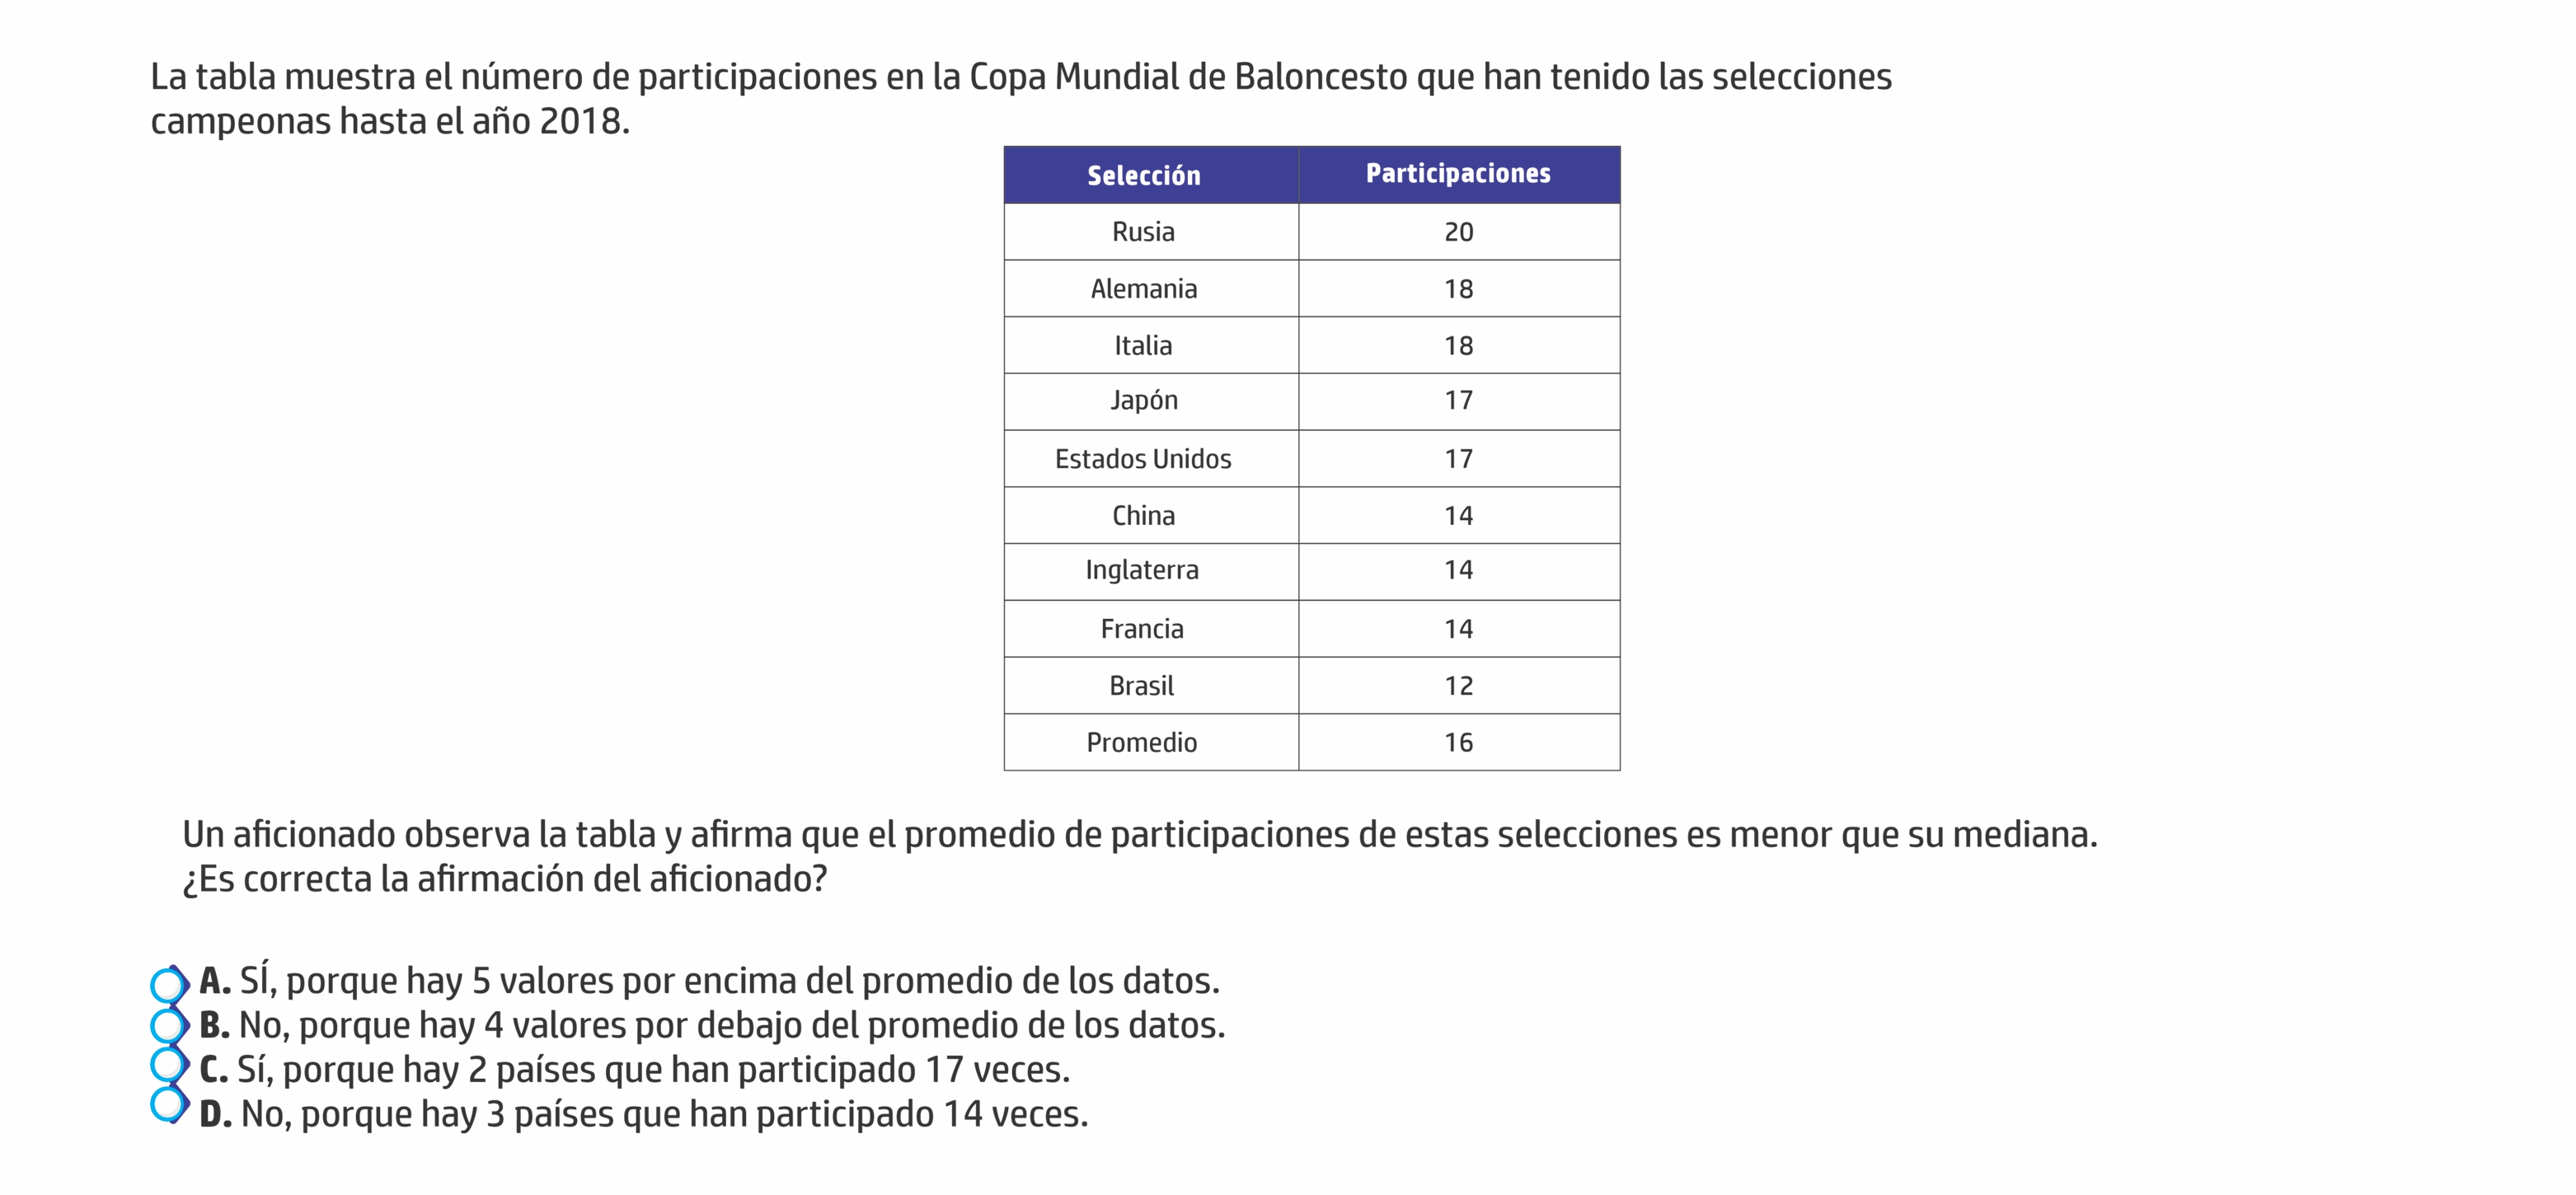 La tabla muestra el número de participaciones en la Copa Mundial de Baloncesto que han tenido las selecciones
campeonas hasta el año 2018.
Selección Participaciones
Rusia 20
Alemania 18
Italia 18
Japón 17
Estados Unidos 17
China 14
Inglaterra 14
Francia 14
Brasil 12
Promedio 16
Un aficionado observa la tabla y afirma que el promedio de participaciones de estas selecciones es menor que su mediana.
¿Es correcta la afirmación del aficionado?
A. SÍ, porque hay 5 valores por encima del promedio de los datos.
B. No, porque hay 4 valores por debajo del promedio de los datos.
C. Sí, porque hay 2 países que han participado 17 veces.
D. No, porque hay 3 países que han participado 14 veces.